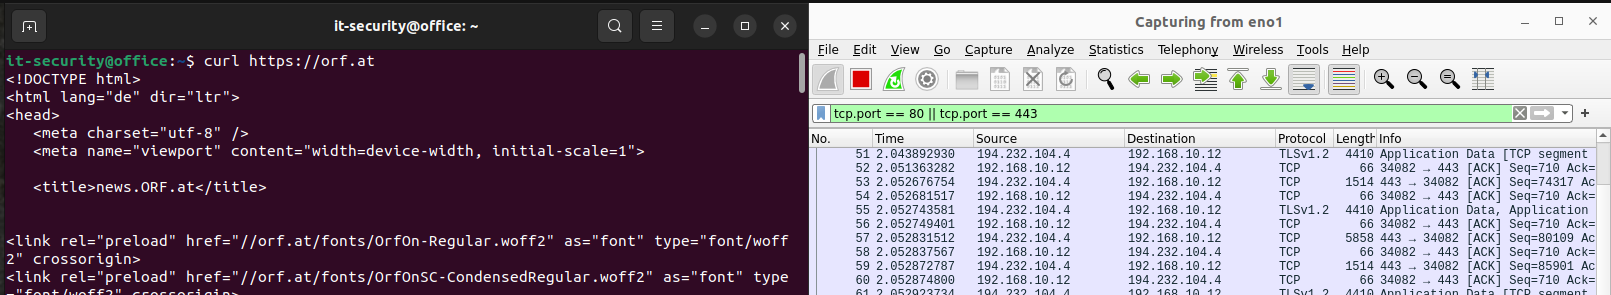 it-security@office: ~
it-security@office:~$ curl https://orf.at
<!DOCTYPE html>
<html lang="de" dir="ltr">
<head>
<meta charset="utf-8" />
<meta name="viewport" content="width=device-width, initial-scale=1">
<title>news.ORF.at</title>
<link rel="preload" href="//orf.at/fonts/OrfOn-Regular.woff2" as="font" type="font/woff
2" crossorigin>
<link rel="preload" href="//orf.at/fonts/OrfOnSC-CondensedRegular.woff2" as="font" type
="font/woff2" crossorigin>
Capturing from eno1
File Edit View Go Capture Analyze Statistics Telephony Wireless Tools Help
tcp.port == 80 || tcp.port == 443
No. Time Source Destination Protocol Length Info
51 2.043892930 194.232.104.4 192.168.10.12 TLSv1.2 4410 Application Data [TCP segment
52 2.051363282 192.168.10.12 194.232.104.4 TCP 66 34082 → 443 [ACK] Seq=710 Ack=
53 2.052676754 194.232.104.4 192.168.10.12 TCP 1514 443 → 34082 [ACK] Seq=74317 Ac
54 2.052681517 192.168.10.12 194.232.104.4 TCP 66 34082 → 443 [ACK] Seq=710 Ack=
55 2.052743581 194.232.104.4 192.168.10.12 TLSv1.2 4410 Application Data, Application
56 2.052749401 192.168.10.12 194.232.104.4 TCP 66 34082 → 443 [ACK] Seq=710 Ack=
57 2.052831512 194.232.104.4 192.168.10.12 TCP 5858 443 → 34082 [ACK] Seq=80109 Ac
58 2.052837567 192.168.10.12 194.232.104.4 TCP 66 34082 → 443 [ACK] Seq=710 Ack=
59 2.052872787 194.232.104.4 192.168.10.12 TCP 1514 443 → 34082 [ACK] Seq=85901 Ac
60 2.052874800 192.168.10.12 194.232.104.4 TCP 66 34082 → 443 [ACK] Seq=710 Ack=
61 2.052923734 194.232.104.4 192.168.10.12 TLSv1.2 4410 Application Data [TCP segment